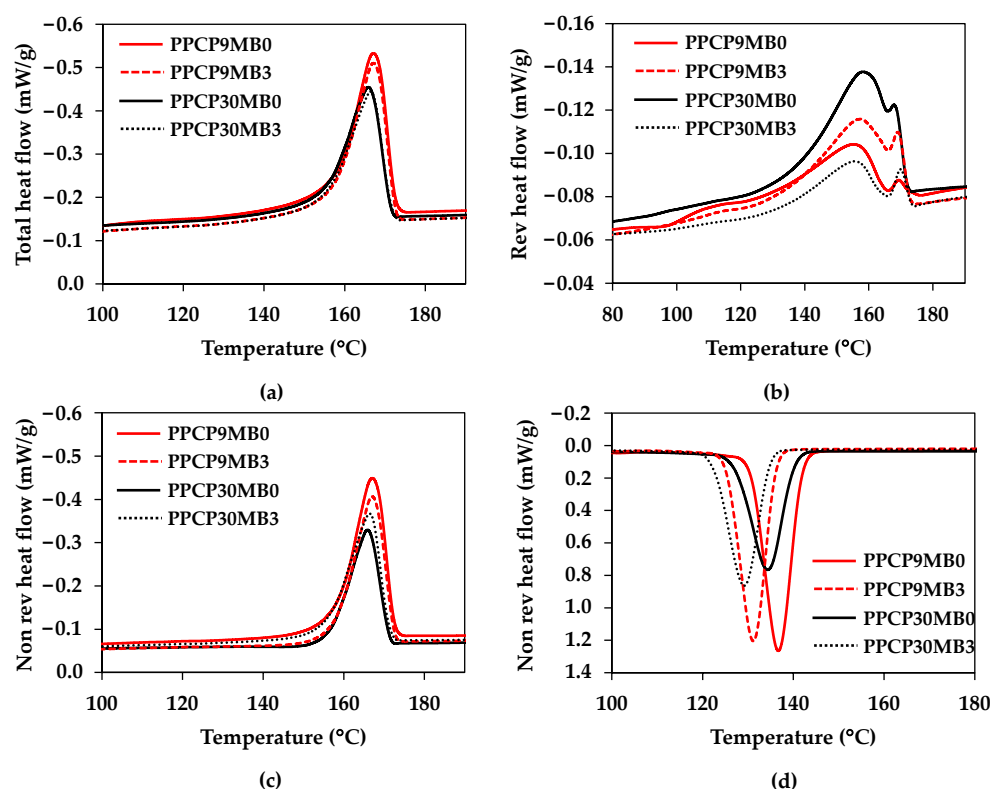 −0.6
−0.5
−0.4
−0.3
−0.2
−0.1
0.0
Total heat flow (mW/g)
PPCP9MB0
PPCP9MB3
PPCP30MB0
PPCP30MB3
100 120 140 160 180
Temperature (°C)
(a)
−0.16
−0.14
−0.12
−0.10
−0.08
−0.06
−0.04
Rev heat flow (mW/g)
PPCP9MB0
PPCP9MB3
PPCP30MB0
PPCP30MB3
80 100 120 140 160 180
Temperature (°C)
(b)
−0.6
−0.5
−0.4
−0.3
−0.2
−0.1
0.0
Non rev heat flow (mW/g)
PPCP9MB0
PPCP9MB3
PPCP30MB0
PPCP30MB3
100 120 140 160 180
Temperature (°C)
(c)
−0.2
0.0
0.2
0.4
0.6
0.8
1.0
1.2
1.4
Non rev heat flow (mW/g)
PPCP9MB0
PPCP9MB3
PPCP30MB0
PPCP30MB3
100 120 140 160 180
Temperature (°C)
(d)